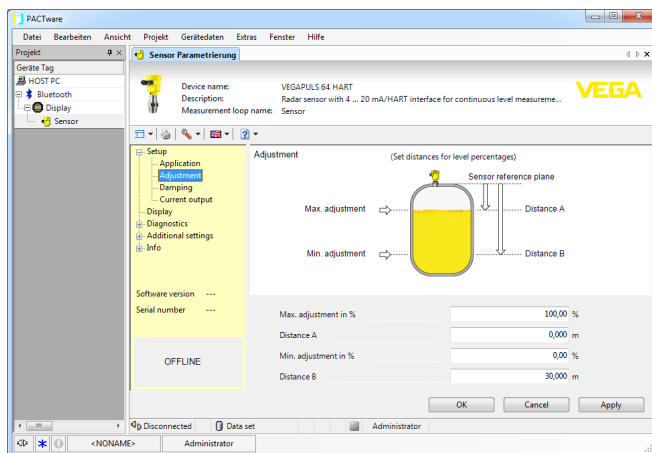 PACTware
Datei Bearbeiten Ansicht Projekt Gerätedaten Extras Fenster Hilfe
Projekt
Geräte Tag
HOST PC
Bluetooth
Display
Sensor
Sensor Parametrierung
Device name: VEGAPULS 64 HART
Description: Radar sensor with 4 ... 20 mA/HART interface for continuous level measureme...
Measurement loop name: Sensor
VEGA
Setup
Application
Adjustment
Damping
Current output
Display
Diagnostics
Additional settings
Info
Software version ---
Serial number ---
OFFLINE
Adjustment (Set distances for level percentages)
Sensor reference plane
Max. adjustment Distance A
Min. adjustment Distance B
Max. adjustment in % 100,00 %
Distance A 0,000 m
Min. adjustment in % 0,00 %
Distance B 30,000 m
OK Cancel Apply
Disconnected Data set Administrator
<NONAME> Administrator